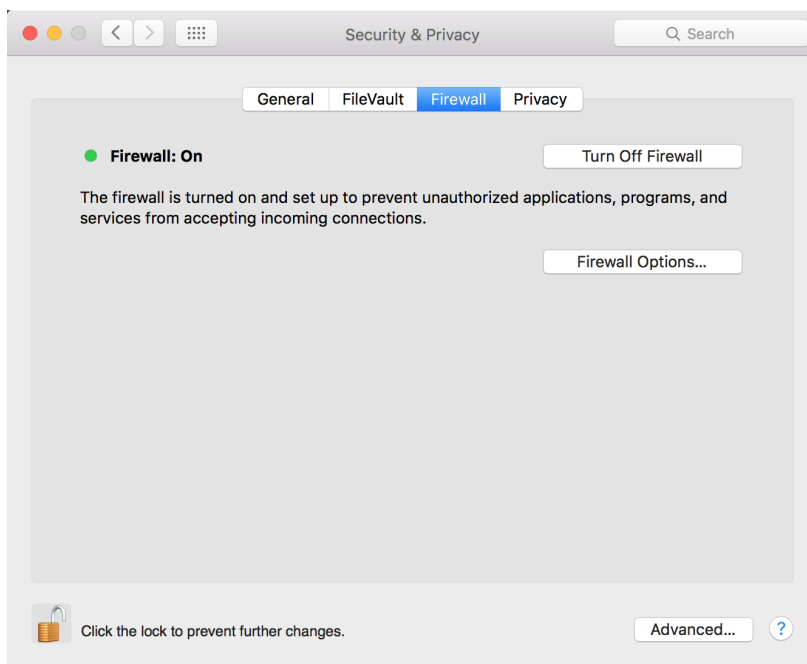 Security & Privacy
Search
General
FileVault
Firewall
Privacy
Firewall: On
Turn Off Firewall
The firewall is turned on and set up to prevent unauthorized applications, programs, and
services from accepting incoming connections.
Firewall Options...
Click the lock to prevent further changes.
Advanced...
?